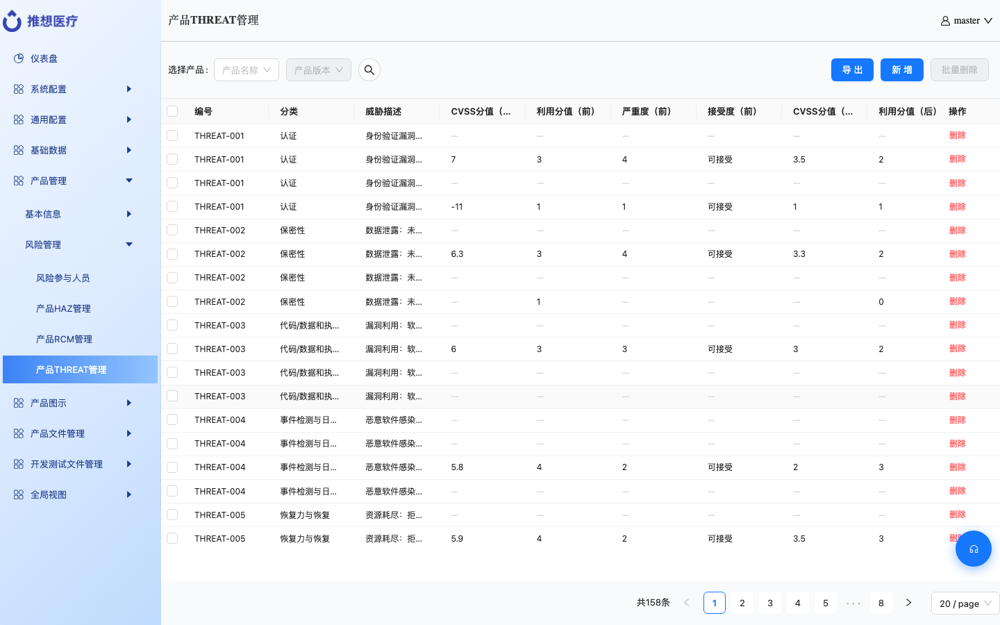 推想医疗
产品THREAT管理
master
仪表盘
系统配置
通用配置
基础数据
产品管理
基本信息
风险管理
风险参与人员
产品HAZ管理
产品RCM管理
产品THREAT管理
产品图示
产品文件管理
开发测试文件管理
全局视图
选择产品： 产品名称 产品版本 导 出 新 增 批量删除
编号 分类 威胁描述 CVSS分值（... 利用分值（前） 严重度（前） 接受度（前） CVSS分值（... 利用分值（后） 操作
THREAT-001 认证 身份验证漏洞... — — — — — — 删除
THREAT-001 认证 身份验证漏洞... 7 3 4 可接受 3.5 2 删除
THREAT-001 认证 身份验证漏洞... — — — — — — 删除
THREAT-001 认证 身份验证漏洞... -11 1 1 可接受 1 1 删除
THREAT-002 保密性 数据泄露：未... — — — — — — 删除
THREAT-002 保密性 数据泄露：未... 6.3 3 4 可接受 3.3 2 删除
THREAT-002 保密性 数据泄露：未... — — — — — — 删除
THREAT-002 保密性 数据泄露：未... — 1 — — — 0 删除
THREAT-003 代码/数据和执... 漏洞利用：软... — — — — — — 删除
THREAT-003 代码/数据和执... 漏洞利用：软... 6 3 3 可接受 3 2 删除
THREAT-003 代码/数据和执... 漏洞利用：软... — — — — — — 删除
THREAT-003 代码/数据和执... 漏洞利用：软... — — — — — — 删除
THREAT-004 事件检测与日... 恶意软件感染... — — — — — — 删除
THREAT-004 事件检测与日... 恶意软件感染... — — — — — — 删除
THREAT-004 事件检测与日... 恶意软件感染... 5.8 4 2 可接受 2 3 删除
THREAT-004 事件检测与日... 恶意软件感染... — — — — — — 删除
THREAT-005 恢复力与恢复 资源耗尽：拒... — — — — — — 删除
THREAT-005 恢复力与恢复 资源耗尽：拒... 5.9 4 2 可接受 3.5 3 删
共158条 1 2 3 4 5 ••• 8 20 / page